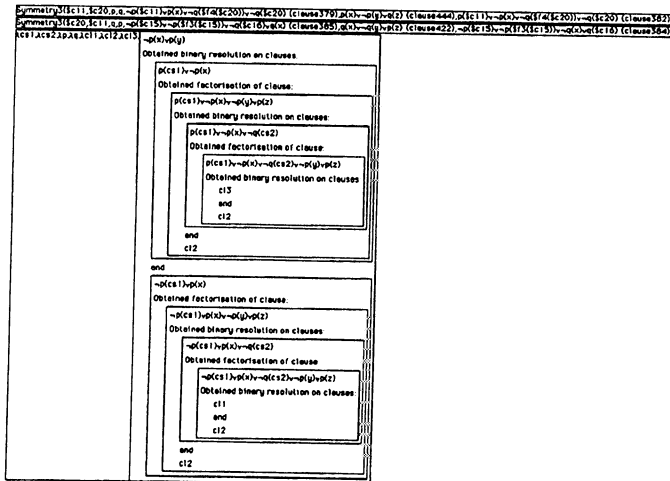 Symmetry3($c11,$c20,p,q,¬p($c11)∨p(x)∨¬q($f4($c20))∨¬q($c20) (clause379),p(x)∨¬p(y)∨q(z) (clause444),p($c11)∨¬p(x)∨¬q($f4($c20))∨¬q($c20) (clause382)
Symmetry3($c20,$c11,q,p,¬p($c15)∨¬p($f3($c15))∨¬q($c16)∨q(x) (clause385),q(x)∨¬q(y)∨p(z) (clause422),¬p($c15)∨¬p($f3($c15))∨¬q(x)∨q($c16) (clause384)
λcs1,λcs2,λp,λq,λcl1,λcl2,λcl3.
¬p(x)∨p(y)
Obtained binary resolution on clauses:
p(cs1)∨¬p(x)
Obtained factorisation of clause:
p(cs1)∨¬p(x)∨¬p(y)∨p(z)
Obtained binary resolution on clauses:
p(cs1)∨¬p(x)∨¬q(cs2)
Obtained factorisation of clause:
p(cs1)∨¬p(x)∨¬q(cs2)∨¬p(y)∨p(z)
Obtained binary resolution on clauses
cl3
and
cl2
and
cl2
and
¬p(cs1)∨p(x)
Obtained factorisation of clause:
¬p(cs1)∨p(x)∨¬p(y)∨p(z)
Obtained binary resolution on clauses
¬p(cs1)∨p(x)∨¬q(cs2)
Obtained factorisation of clause
¬p(cs1)∨p(x)∨¬q(cs2)∨¬p(y)∨p(z)
Obtained binary resolution on clauses:
cl1
and
cl2
and
cl2